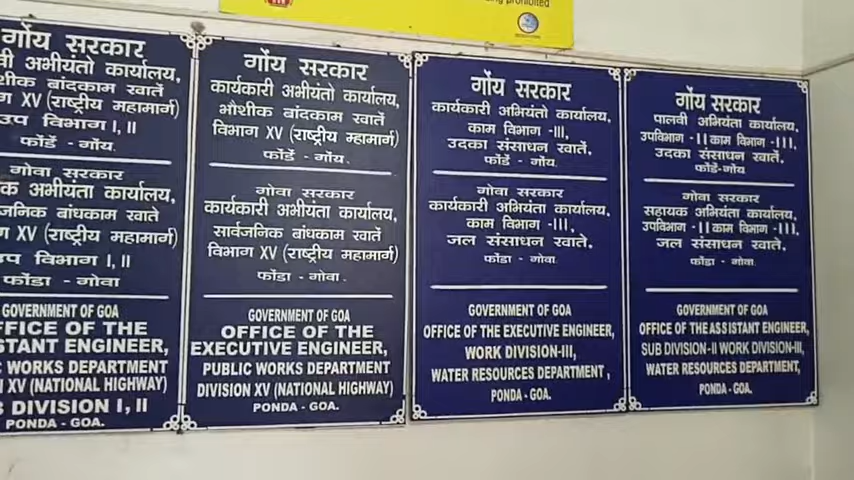 being prohibited
गोंय सरकार
अभीयंतो कार्यालय,
भौशीक बांदकाम खातें
XV (राष्ट्रीय महामार्ग)
उप विभाग I, II
फोंडें - गोंय.
गोवा सरकार
अभीयंता कार्यालय,
बांधकाम खाते
XV (राष्ट्रीय महामार्ग)
उप विभाग I, II
फोंडा - गोवा
GOVERNMENT OF GOA
OFFICE OF THE
ENGINEER,
WORKS DEPARTMENT
XV (NATIONAL HIGHWAY)
SUB DIVISION I, II
PONDA - GOA.
गोंय सरकार
कार्यकारी अभियंतो कार्यालय,
भौशीक बांदकाम खातें
विभाग XV (राष्ट्रीय महामार्ग)
फोंडें - गोंय.
गोवा सरकार
कार्यकारी अभियंता कार्यालय,
सार्वजनिक बांधकाम खातें
विभाग XV (राष्ट्रीय महामार्ग)
फोंडा - गोवा.
GOVERNMENT OF GOA
OFFICE OF THE
EXECUTIVE ENGINEER,
PUBLIC WORKS DEPARTMENT
DIVISION XV (NATIONAL HIGHWAY)
PONDA - GOA.
गोंय सरकार
कार्यकारी अभियंतो कार्यालय,
काम विभाग -III,
उदका संसाधन खातें,
फोंडें - गोंय.
गोवा सरकार
कार्यकारी अभियंता कार्यालय,
काम विभाग -III,
जल संसाधन खाते,
फोंडा - गोवा.
GOVERNMENT OF GOA
OFFICE OF THE EXECUTIVE ENGINEER,
WORK DIVISION-III,
WATER RESOURCES DEPARTMENT,
PONDA -GOA.
गोंय सरकार
पालवी अभियंतो कार्यालय,
उपविभाग -II काम विभाग -III,
उदका संसाधन खातें,
फोंडें -गोंय.
गोवा सरकार
सहायक अभियंता कार्यालय,
उपविभाग -II काम विभाग -III,
जल संसाधन खाते,
फोंडा -गोवा.
GOVERNMENT OF GOA
OFFICE OF THE ASSISTANT ENGINEER,
SUB DIVISION-II WORK DIVISION-III,
WATER RESOURCES DEPARTMENT,
PONDA -GOA.